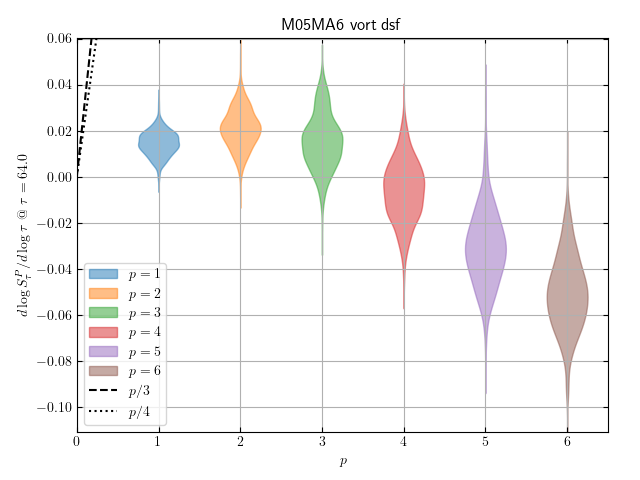 M05MA6 vort dsf
d log S_τ^P / d log τ @ τ = 64.0
0.06
0.04
0.02
0.00
−0.02
−0.04
−0.06
−0.08
−0.10
p = 1
p = 2
p = 3
p = 4
p = 5
p = 6
p/3
p/4
0 1 2 3 4 5 6
p